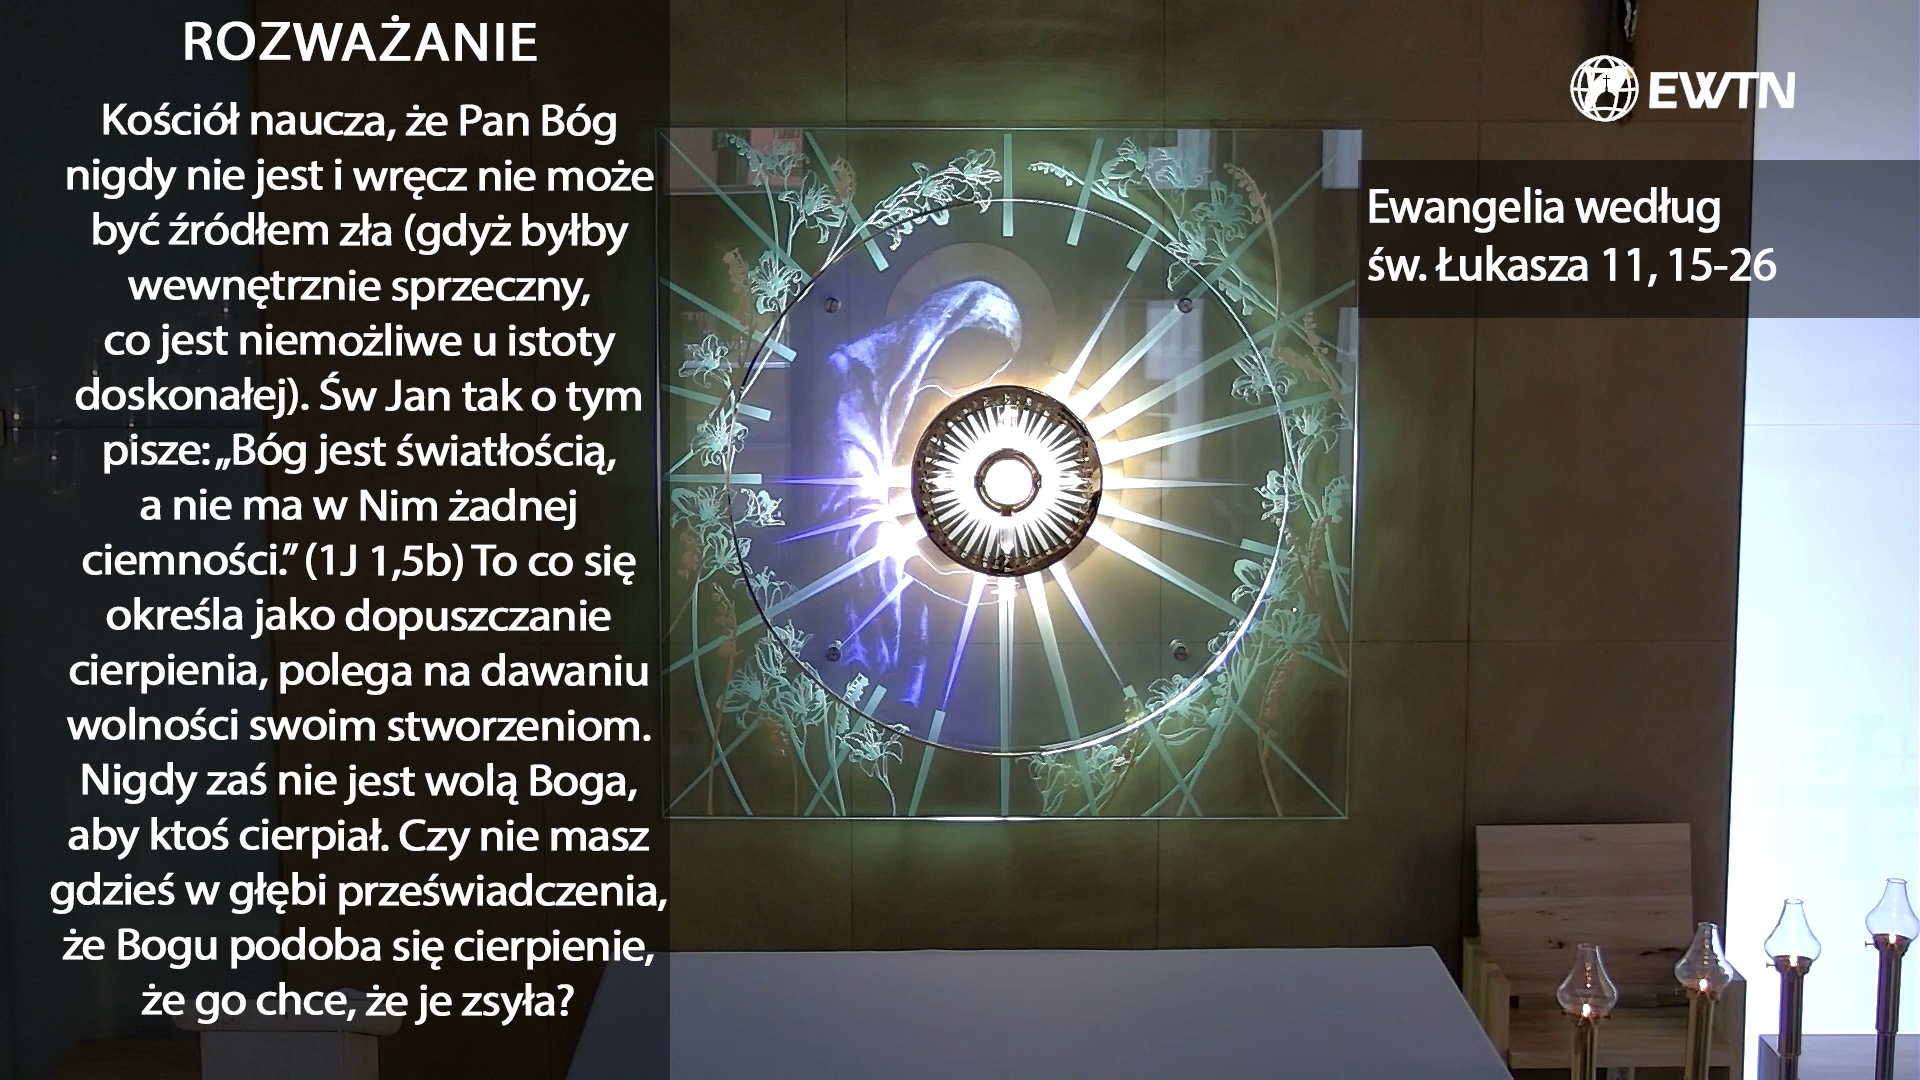 ROZWAŻANIE
Kościół naucza, że Pan Bóg
nigdy nie jest i wręcz nie może
być źródłem zła (gdyż byłby
wewnętrznie sprzeczny,
co jest niemożliwe u istoty
doskonałej). Św Jan tak o tym
pisze: „Bóg jest światłością,
a nie ma w Nim żadnej
ciemności.” (1J 1,5b) To co się
określa jako dopuszczanie
cierpienia, polega na dawaniu
wolności swoim stworzeniom.
Nigdy zaś nie jest wolą Boga,
aby ktoś cierpiał. Czy nie masz
gdzieś w głębi przeświadczenia,
że Bogu podoba się cierpienie,
że go chce, że je zsyła?
EWTN
Ewangelia według
św. Łukasza 11, 15-26